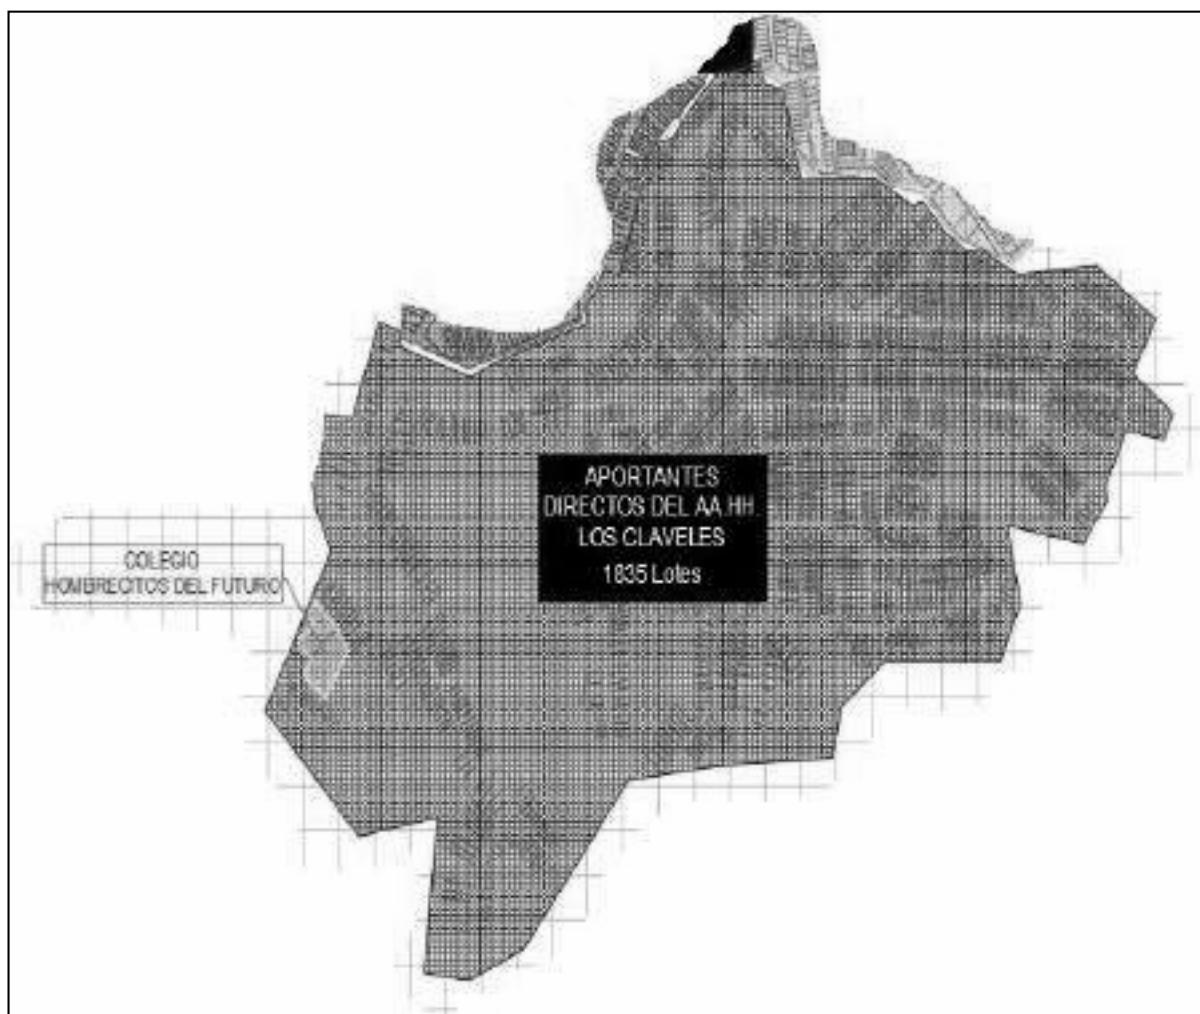 APORTANTES
DIRECTOS DEL AA.HH.
LOS CLAVELES
1835 Lotes
COLEGIO
HOMBRECITOS DEL FUTURO